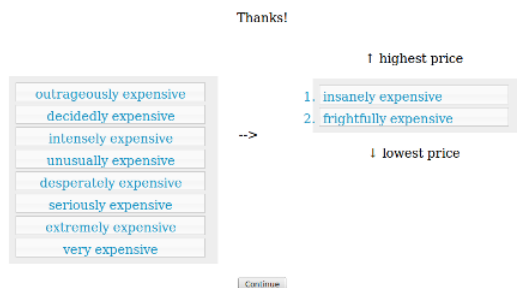 Thanks!
outrageously expensive
decidedly expensive
intensely expensive
unusually expensive
desperately expensive
seriously expensive
extremely expensive
very expensive
-->
↑ highest price
1. insanely expensive
2. frightfully expensive
↓ lowest price
Continue